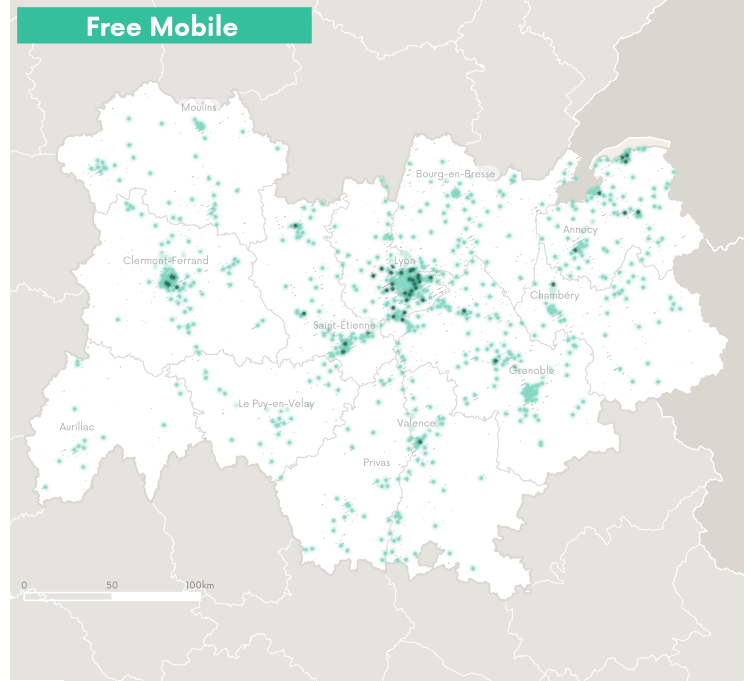 Free Mobile
Moulins
Bourg-en-Bresse
Annecy
Clermont-Ferrand
Lyon
Chambéry
Saint-Étienne
Grenoble
Le Puy-en-Velay
Aurillac
Valence
Privas
0 50 100km